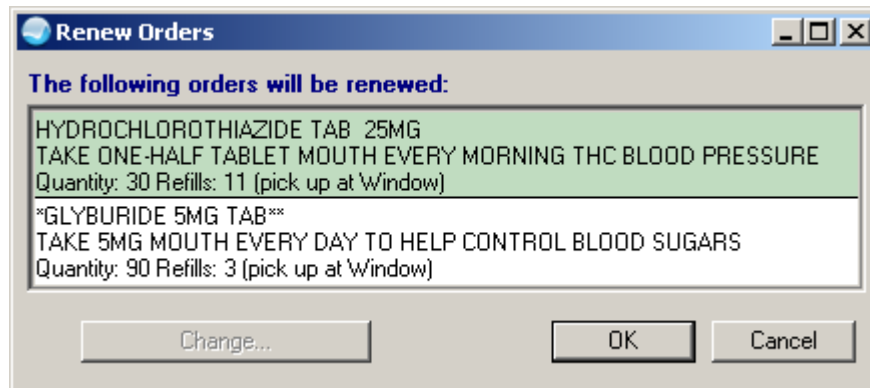 Renew Orders
The following orders will be renewed:
HYDROCHLOROTHIAZIDE TAB 25MG
TAKE ONE-HALF TABLET MOUTH EVERY MORNING THC BLOOD PRESSURE
Quantity: 30 Refills: 11 (pick up at Window)
*GLYBURIDE 5MG TAB**
TAKE 5MG MOUTH EVERY DAY TO HELP CONTROL BLOOD SUGARS
Quantity: 90 Refills: 3 (pick up at Window)
Change... OK Cancel